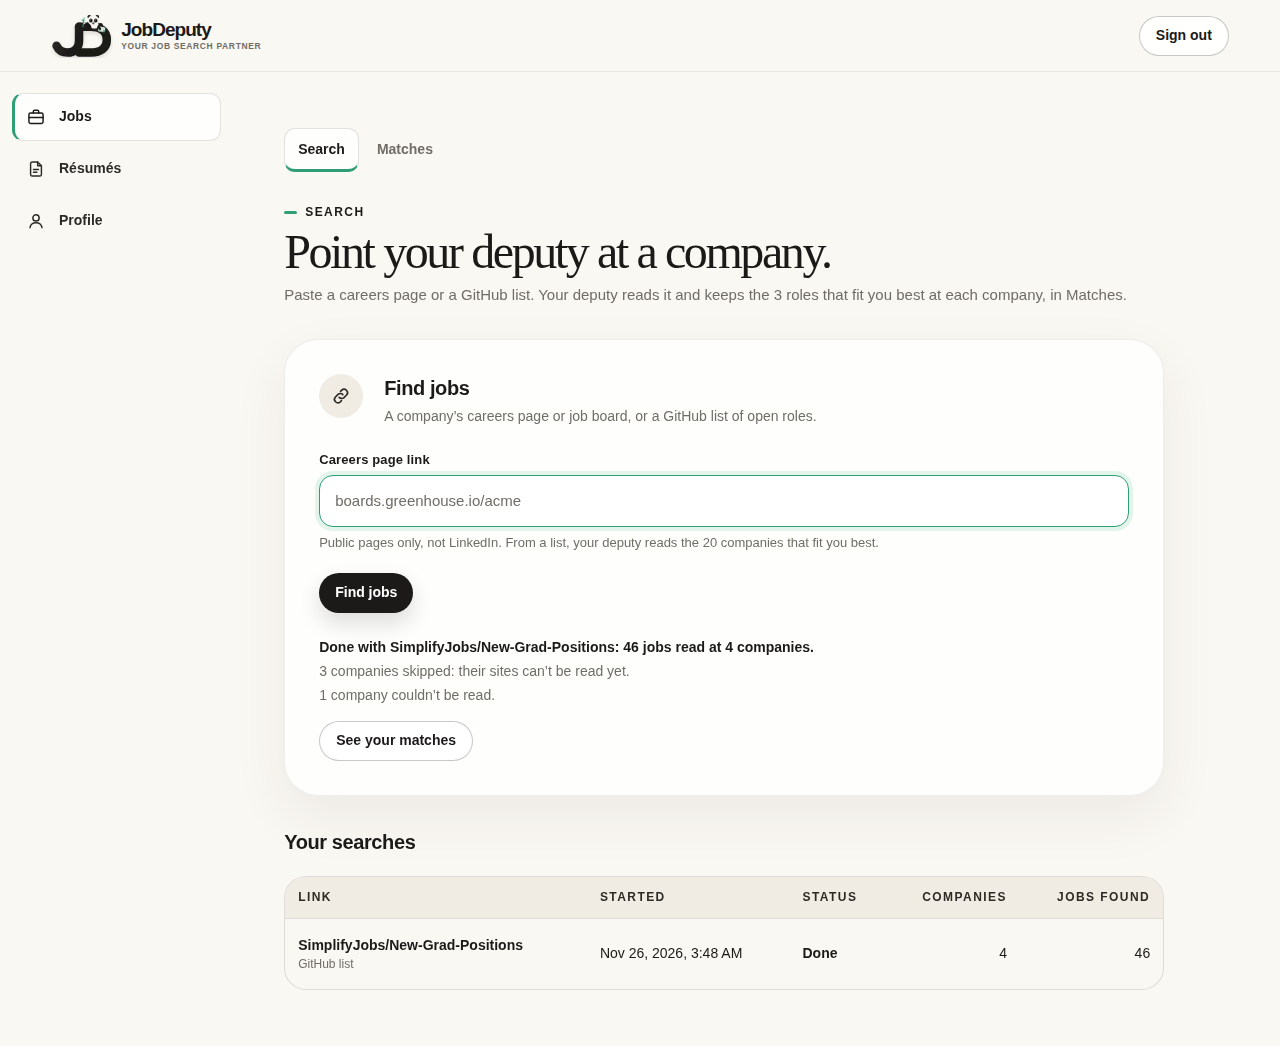 JobDeputy
YOUR JOB SEARCH PARTNER
Sign out
Jobs
Résumés
Profile
Search
Matches
SEARCH
Point your deputy at a company.
Paste a careers page or a GitHub list. Your deputy reads it and keeps the 3 roles that fit you best at each company, in Matches.
Find jobs
A company’s careers page or job board, or a GitHub list of open roles.
Careers page link
boards.greenhouse.io/acme
Public pages only, not LinkedIn. From a list, your deputy reads the 20 companies that fit you best.
Find jobs
Done with SimplifyJobs/New-Grad-Positions: 46 jobs read at 4 companies.
3 companies skipped: their sites can’t be read yet.
1 company couldn’t be read.
See your matches
Your searches
LINK STARTED STATUS COMPANIES JOBS FOUND
SimplifyJobs/New-Grad-Positions Nov 26, 2026, 3:48 AM Done 4 46
GitHub list